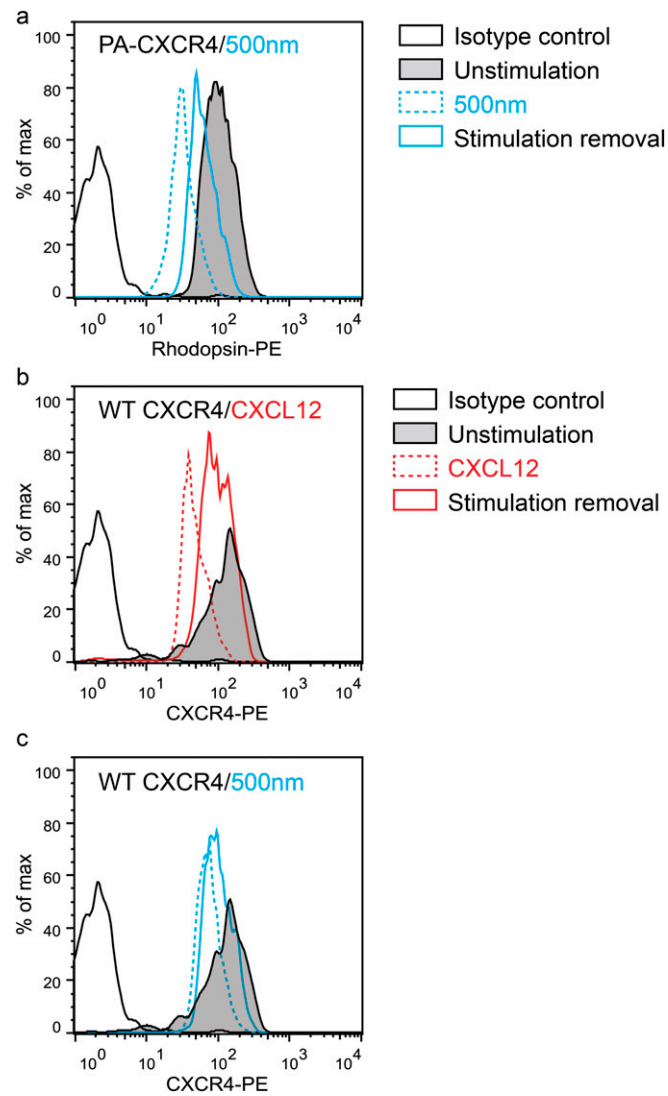 a
PA-CXCR4/500nm
% of max
100
80
60
40
20
0
10^0 10^1 10^2 10^3 10^4
Rhodopsin-PE
Isotype control
Unstimulation
500nm
Stimulation removal
b
WT CXCR4/CXCL12
% of max
100
80
60
40
20
0
10^0 10^1 10^2 10^3 10^4
CXCR4-PE
Isotype control
Unstimulation
CXCL12
Stimulation removal
c
WT CXCR4/500nm
% of max
100
80
60
40
20
0
10^0 10^1 10^2 10^3 10^4
CXCR4-PE